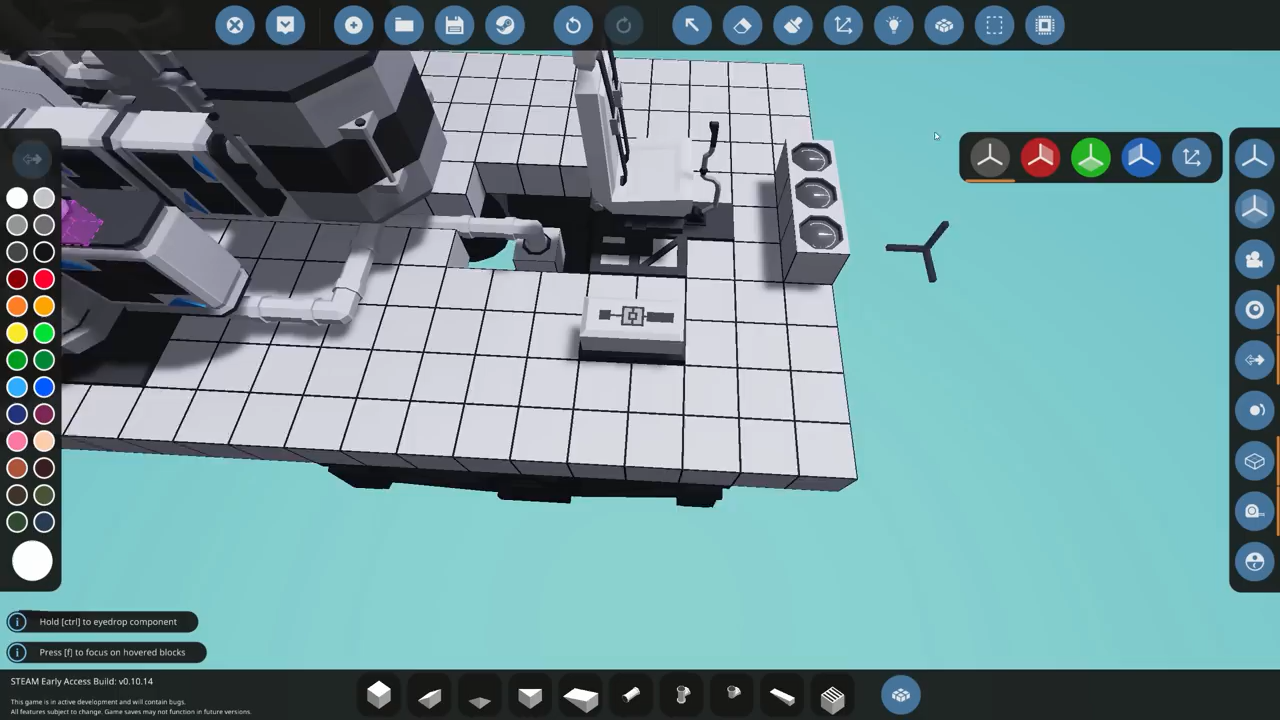 Hold [ctrl] to eyedrop component
Press [f] to focus on hovered blocks
STEAM Early Access Build: v0.10.14
This game is in active development and will contain bugs.
All features subject to change. Game saves may not function in future versions.